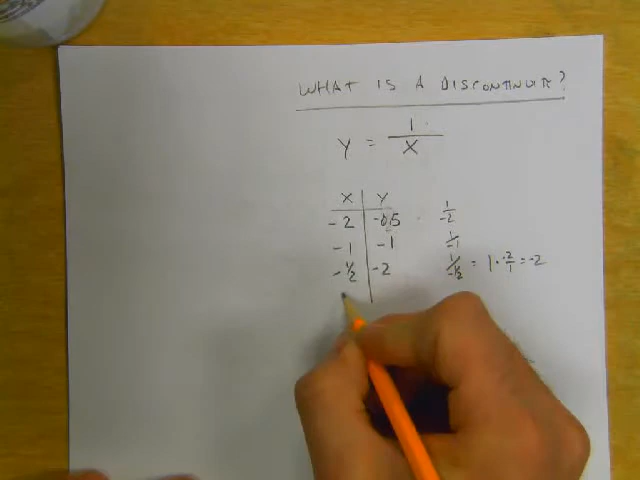 WHAT IS A DISCONTINUITY?
Y = 1/X
X Y
-2 -0.5 1/-2
-1 -1 1/-1
-1/2 -2 1/-1/2 = 1 · -2/1 = -2